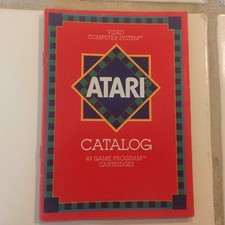 VIDEO
COMPUTER SYSTEM™
ATARI
CATALOG
49 GAME PROGRAM™
CARTRIDGES